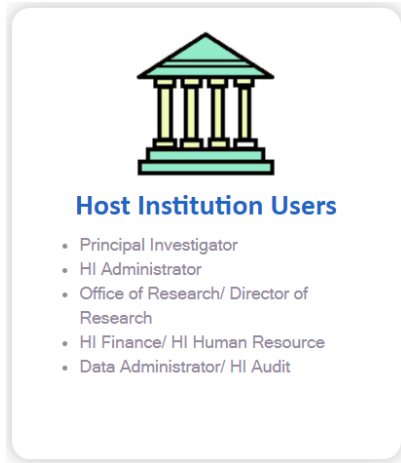 Host Institution Users
• Principal Investigator
• HI Administrator
• Office of Research/ Director of
Research
• HI Finance/ HI Human Resource
• Data Administrator/ HI Audit